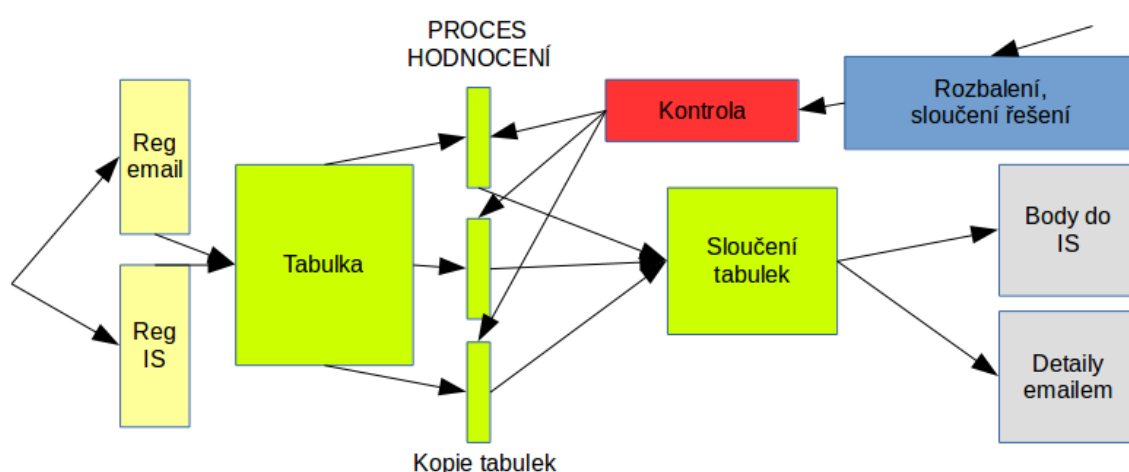 PROCES
HODNOCENÍ
Reg
email
Reg
IS
Tabulka
Kopie tabulek
Kontrola
Rozbalení,
sloučení řešení
Sloučení
tabulek
Body do
IS
Detaily
emailem